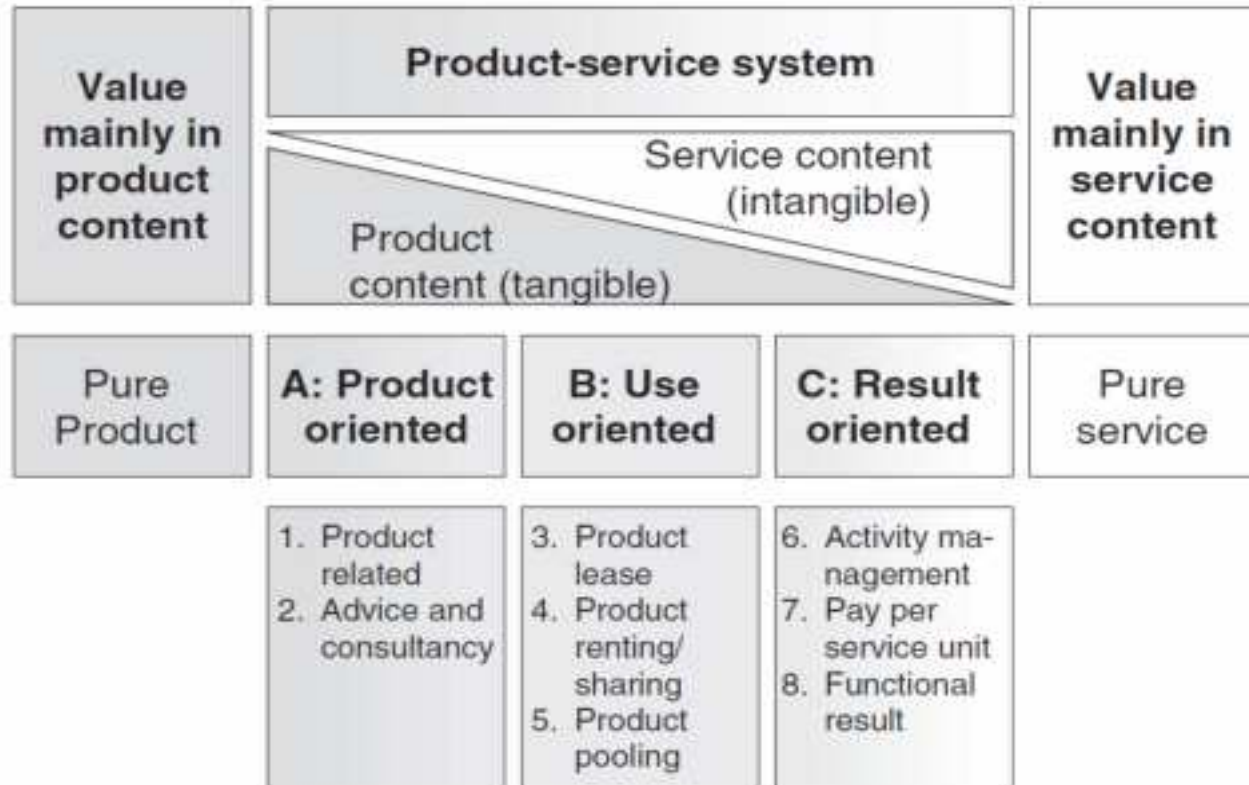 Value
mainly in
product
content
Product-service system
Service content
(intangible)
Product
content (tangible)
Value
mainly in
service
content
Pure
Product
A: Product
oriented
B: Use
oriented
C: Result
oriented
Pure
service
1. Product
related
2. Advice and
consultancy
3. Product
lease
4. Product
renting/
sharing
5. Product
pooling
6. Activity ma-
nagement
7. Pay per
service unit
8. Functional
result